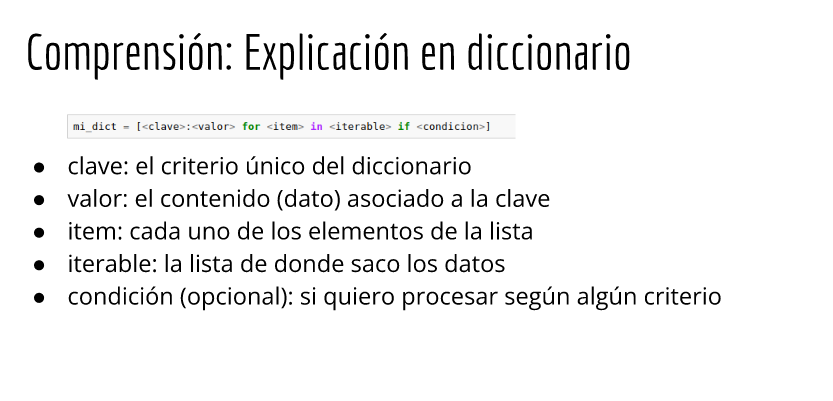 Comprensión: Explicación en diccionario
mi_dict = [<clave>:<valor> for <item> in <iterable> if <condicion>]
● clave: el criterio único del diccionario
● valor: el contenido (dato) asociado a la clave
● item: cada uno de los elementos de la lista
● iterable: la lista de donde saco los datos
● condición (opcional): si quiero procesar según algún criterio